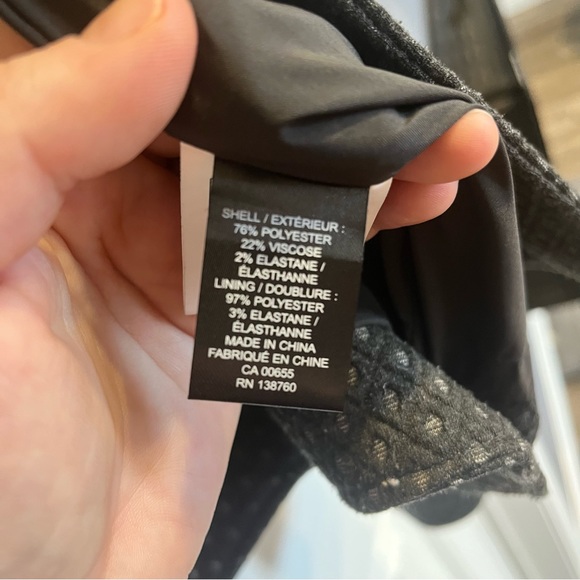 SHELL / EXTÉRIEUR :
76% POLYESTER
22% VISCOSE
2% ELASTANE /
ÉLASTHANNE
LINING / DOUBLURE :
97% POLYESTER
3% ELASTANE /
ÉLASTHANNE
MADE IN CHINA
FABRIQUÉ EN CHINE
CA 00655
RN 138760